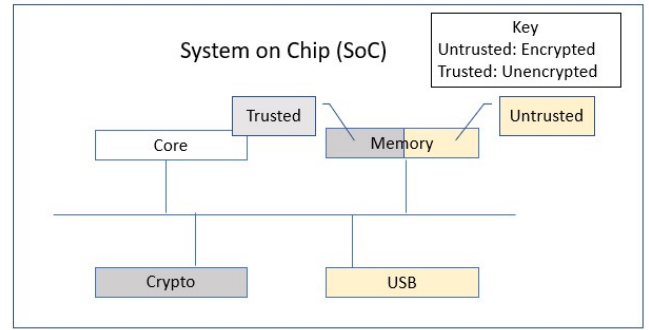 Key
Untrusted: Encrypted
Trusted: Unencrypted
System on Chip (SoC)
Trusted
Untrusted
Core
Memory
Crypto
USB